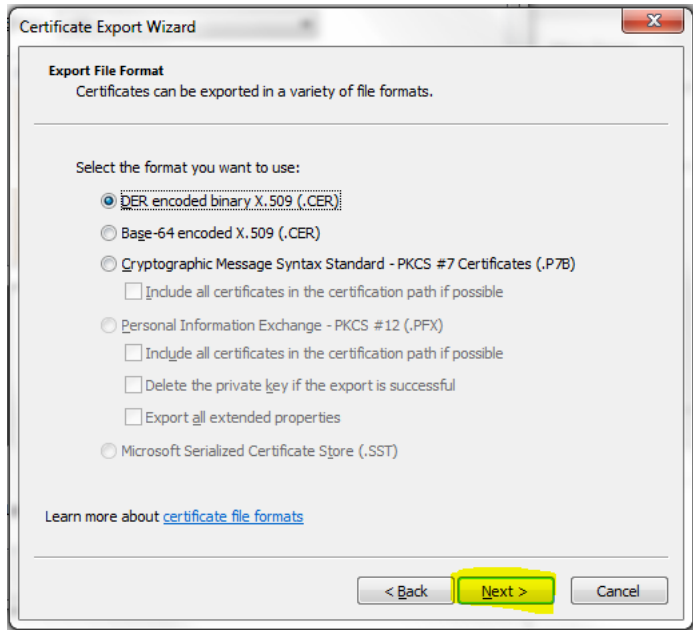 Certificate Export Wizard
Export File Format
Certificates can be exported in a variety of file formats.
Select the format you want to use:
DER encoded binary X.509 (.CER)
Base-64 encoded X.509 (.CER)
Cryptographic Message Syntax Standard - PKCS #7 Certificates (.P7B)
Include all certificates in the certification path if possible
Personal Information Exchange - PKCS #12 (.PFX)
Include all certificates in the certification path if possible
Delete the private key if the export is successful
Export all extended properties
Microsoft Serialized Certificate Store (.SST)
Learn more about certificate file formats
< Back Next > Cancel